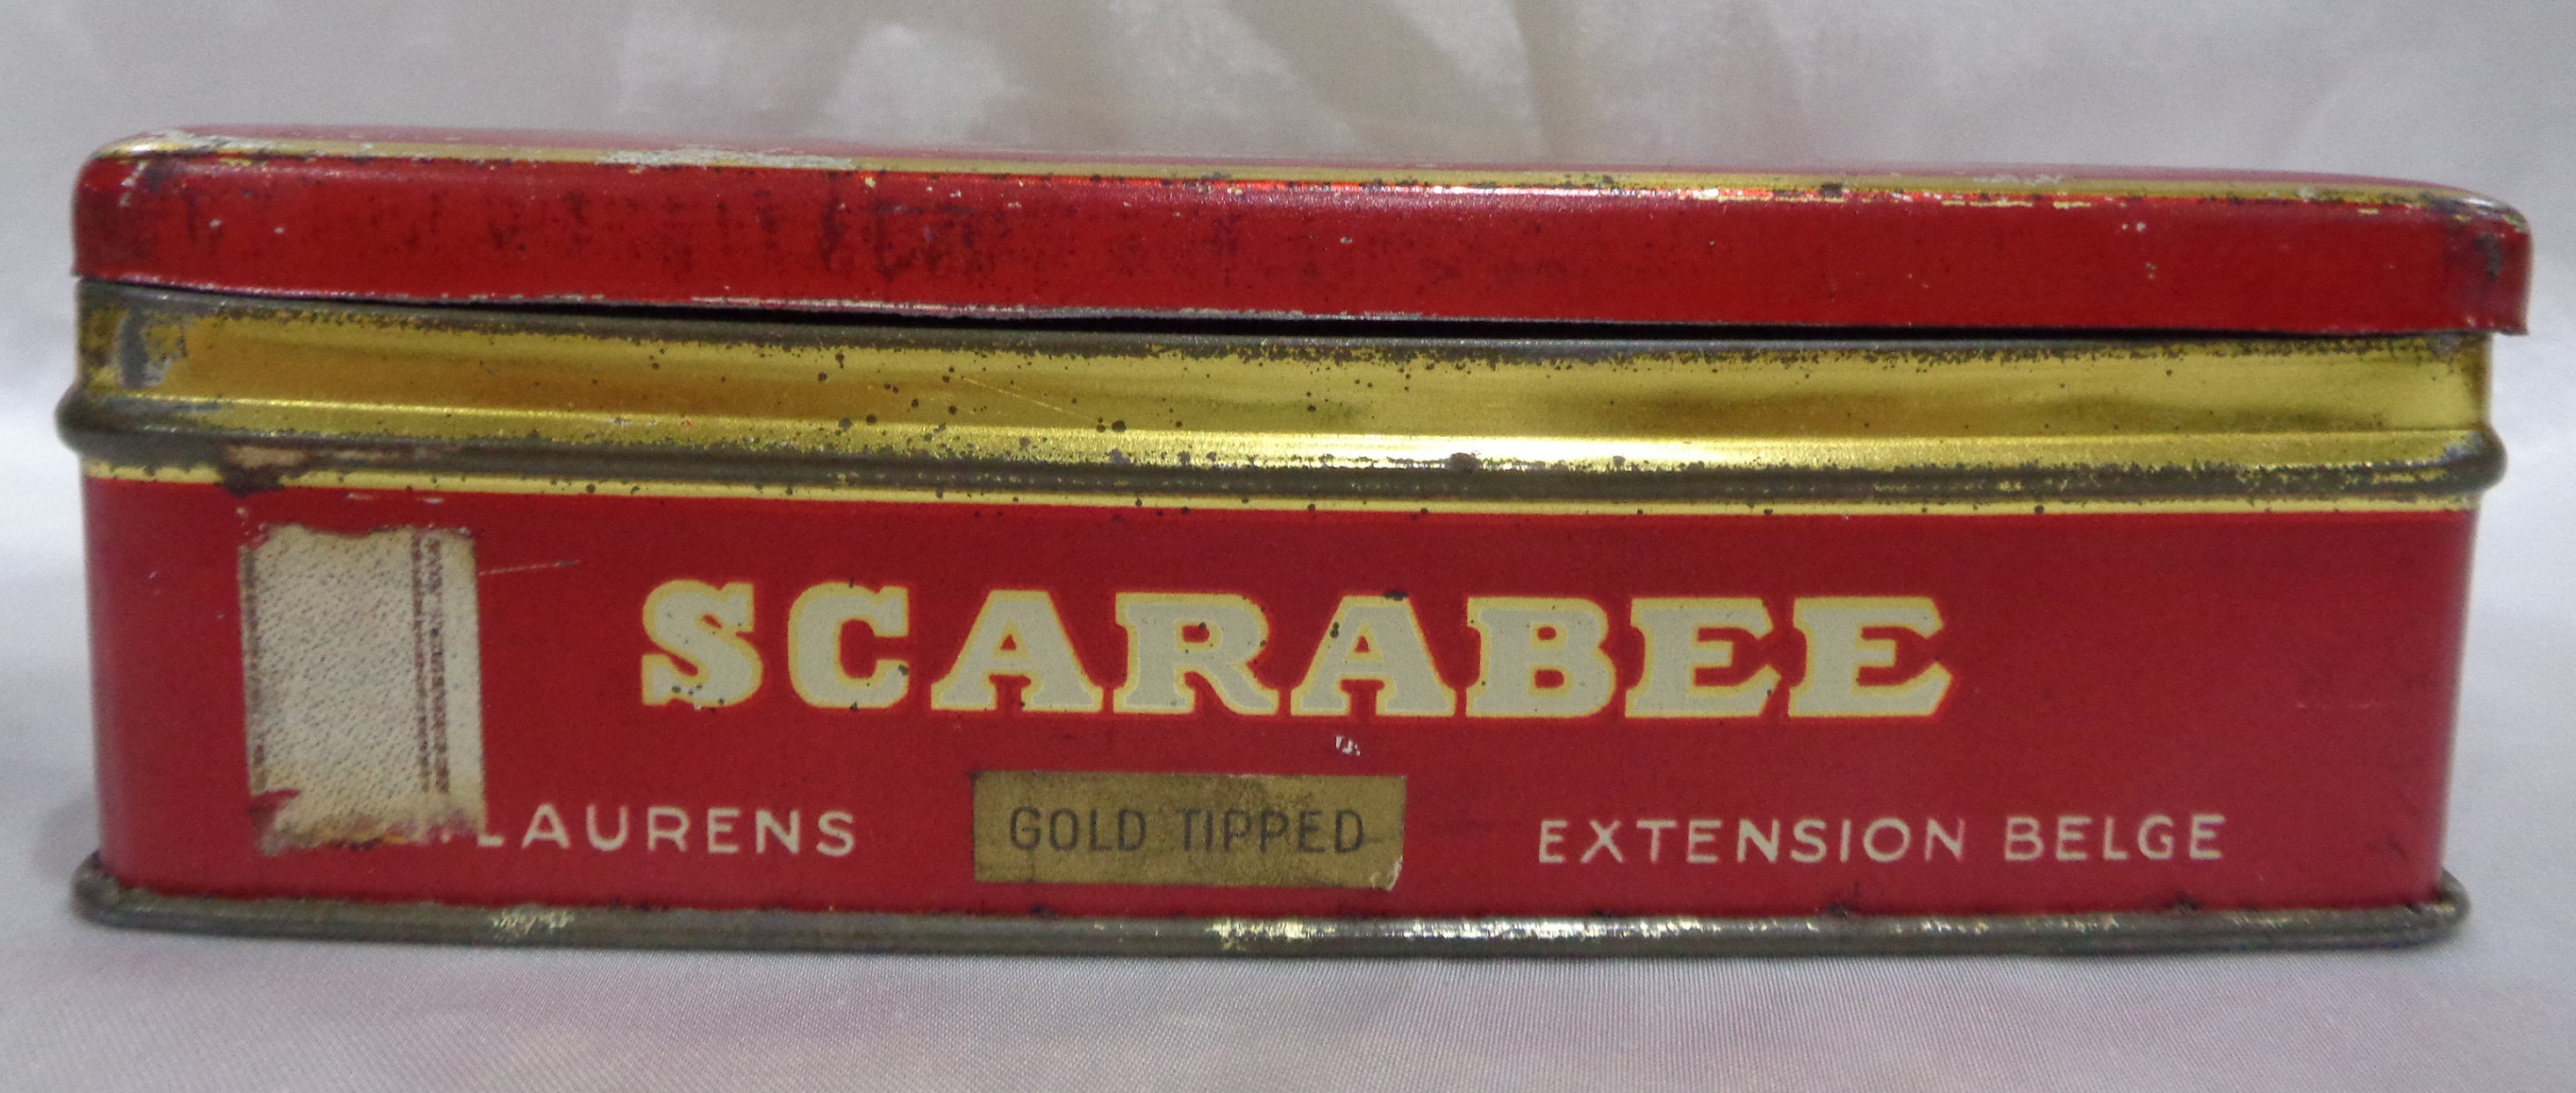 SCARABEE
LAURENS
GOLD TIPPED
EXTENSION BELGE